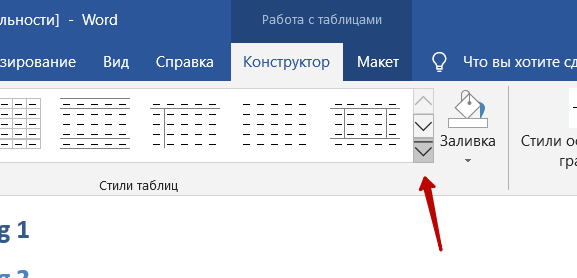 льности] - Word
Работа с таблицами
зирование Вид Справка Конструктор Макет Что вы хотите сд
Заливка
Стили ос
гра
Стили таблиц
g 1
g 2